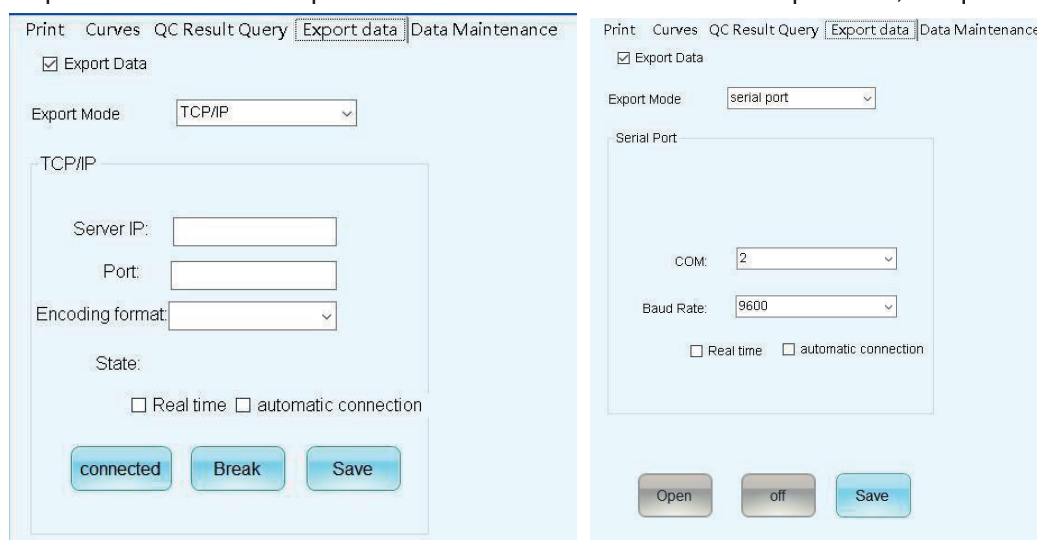 Print Curves QC Result Query Export data Data Maintenance
Export Data
Export Mode TCP/IP
TCP/IP
Server IP:
Port:
Encoding format:
State:
Real time automatic connection
connected Break Save
Print Curves QC Result Query Export data Data Maintenance
Export Data
Export Mode serial port
Serial Port
COM: 2
Baud Rate: 9600
Real time automatic connection
Open off Save